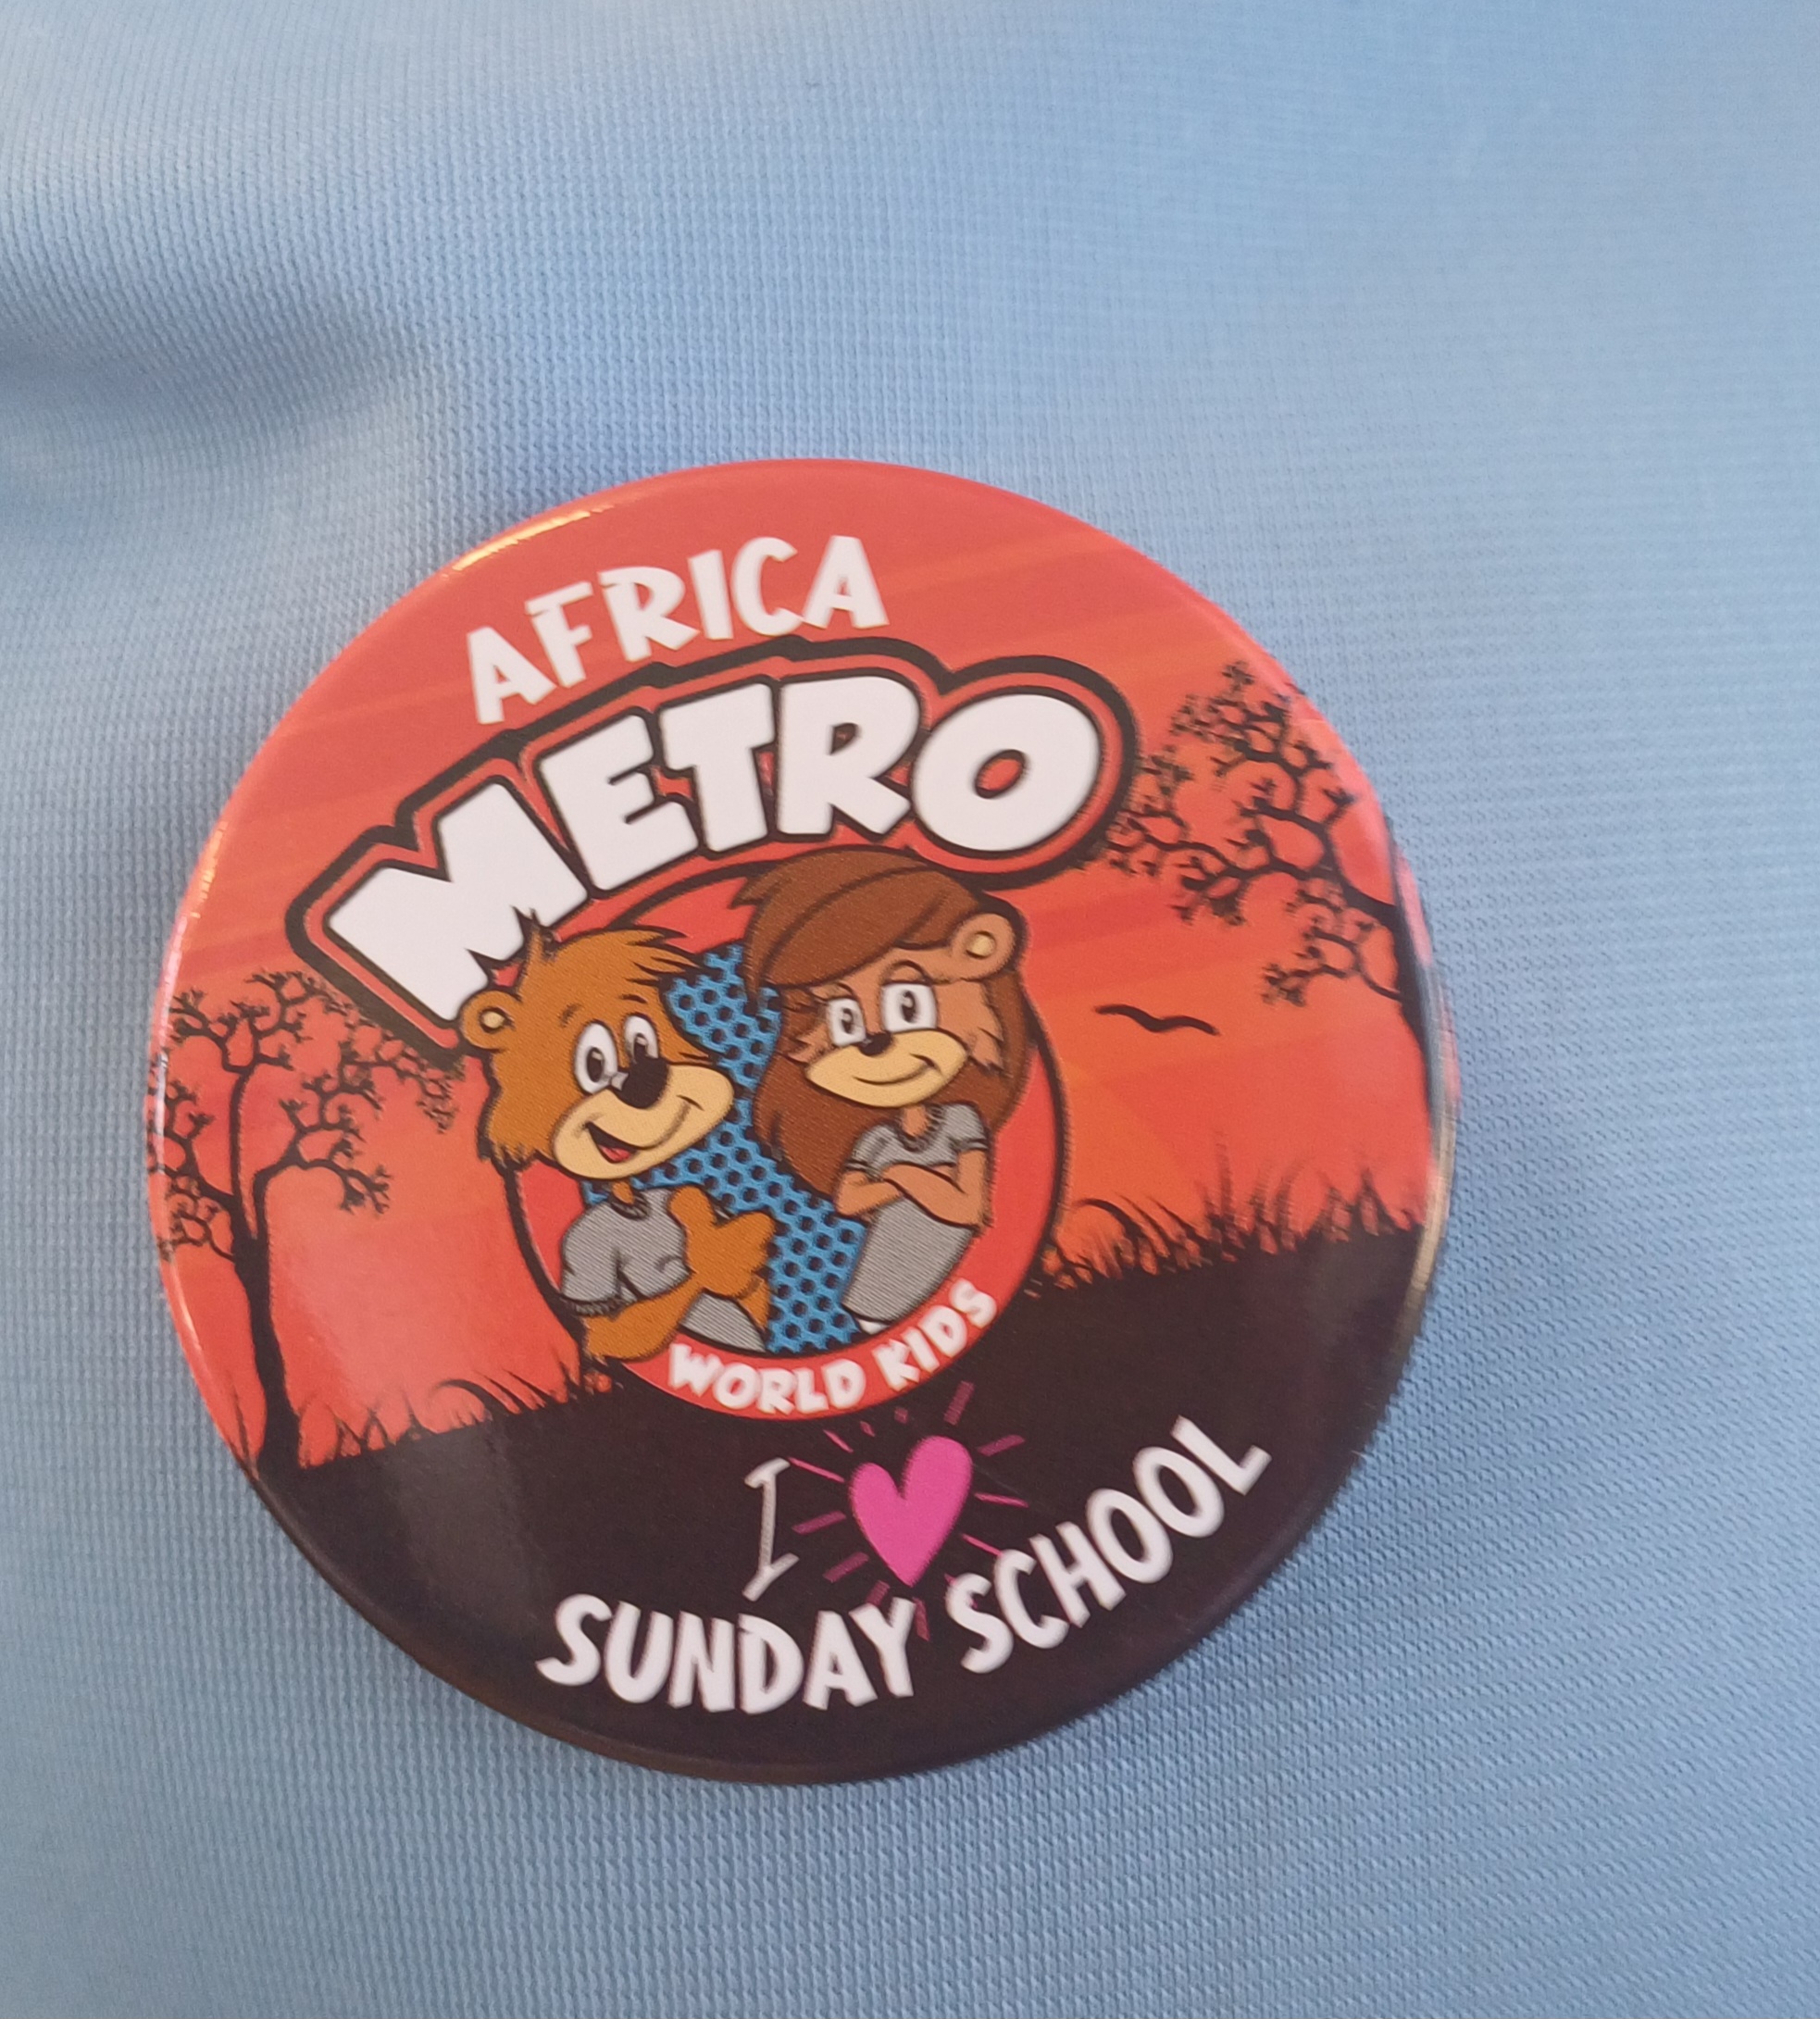 AFRICA
METRO
WORLD KIDS
I
SUNDAY SCHOOL